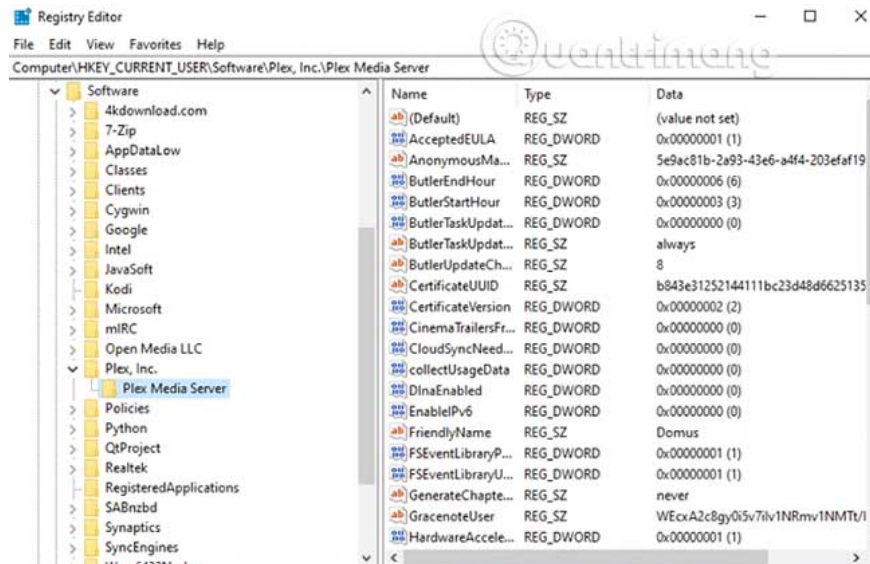 Registry Editor
File Edit View Favorites Help
Quantrimang
Computer\HKEY_CURRENT_USER\Software\Plex, Inc.\Plex Media Server
Software
4kdownload.com
7-Zip
AppDataLow
Classes
Clients
Cygwin
Google
Intel
JavaSoft
Kodi
Microsoft
mIRC
Open Media LLC
Plex, Inc.
Plex Media Server
Policies
Python
QtProject
Realtek
RegisteredApplications
SABnzbd
Synaptics
SyncEngines
Name Type Data
(Default) REG_SZ (value not set)
AcceptedEULA REG_DWORD 0x00000001 (1)
AnonymousMa... REG_SZ 5e9ac81b-2a93-43e6-a4f4-203efaf19
ButlerEndHour REG_DWORD 0x00000006 (6)
ButlerStartHour REG_DWORD 0x00000003 (3)
ButlerTaskUpdat... REG_DWORD 0x00000000 (0)
ButlerTaskUpdat... REG_SZ always
ButlerUpdateCh... REG_SZ 8
CertificateUUID REG_SZ b843e31252144111bc23d48d6625135
CertificateVersion REG_DWORD 0x00000002 (2)
CinemaTrailersFr... REG_DWORD 0x00000000 (0)
CloudSyncNeed... REG_DWORD 0x00000000 (0)
collectUsageData REG_DWORD 0x00000000 (0)
DlnaEnabled REG_DWORD 0x00000000 (0)
EnableIPv6 REG_DWORD 0x00000000 (0)
FriendlyName REG_SZ Domus
FSEventLibraryP... REG_DWORD 0x00000001 (1)
FSEventLibraryU... REG_DWORD 0x00000001 (1)
GenerateChapte... REG_SZ never
GracenoteUser REG_SZ WEcxA2c8gy0i5v7ilv1NRmv1NMTt/I
HardwareAccele... REG_DWORD 0x00000001 (1)